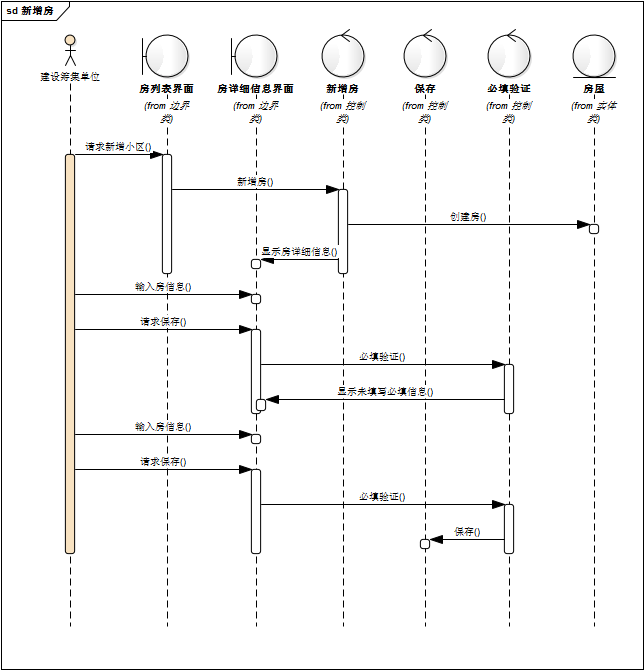 sd 新增房
建设筹集单位
房列表界面
(from 边界
类)
房详细信息界面
(from 边界
类)
新增房
(from 控制
类)
保存
(from 控制
类)
必填验证
(from 控制
类)
房屋
(from 实体
类)
请求新增小区()
新增房()
创建房()
显示房详细信息()
输入房信息()
请求保存()
必填验证()
显示未填写必填信息()
输入房信息()
请求保存()
必填验证()
保存()